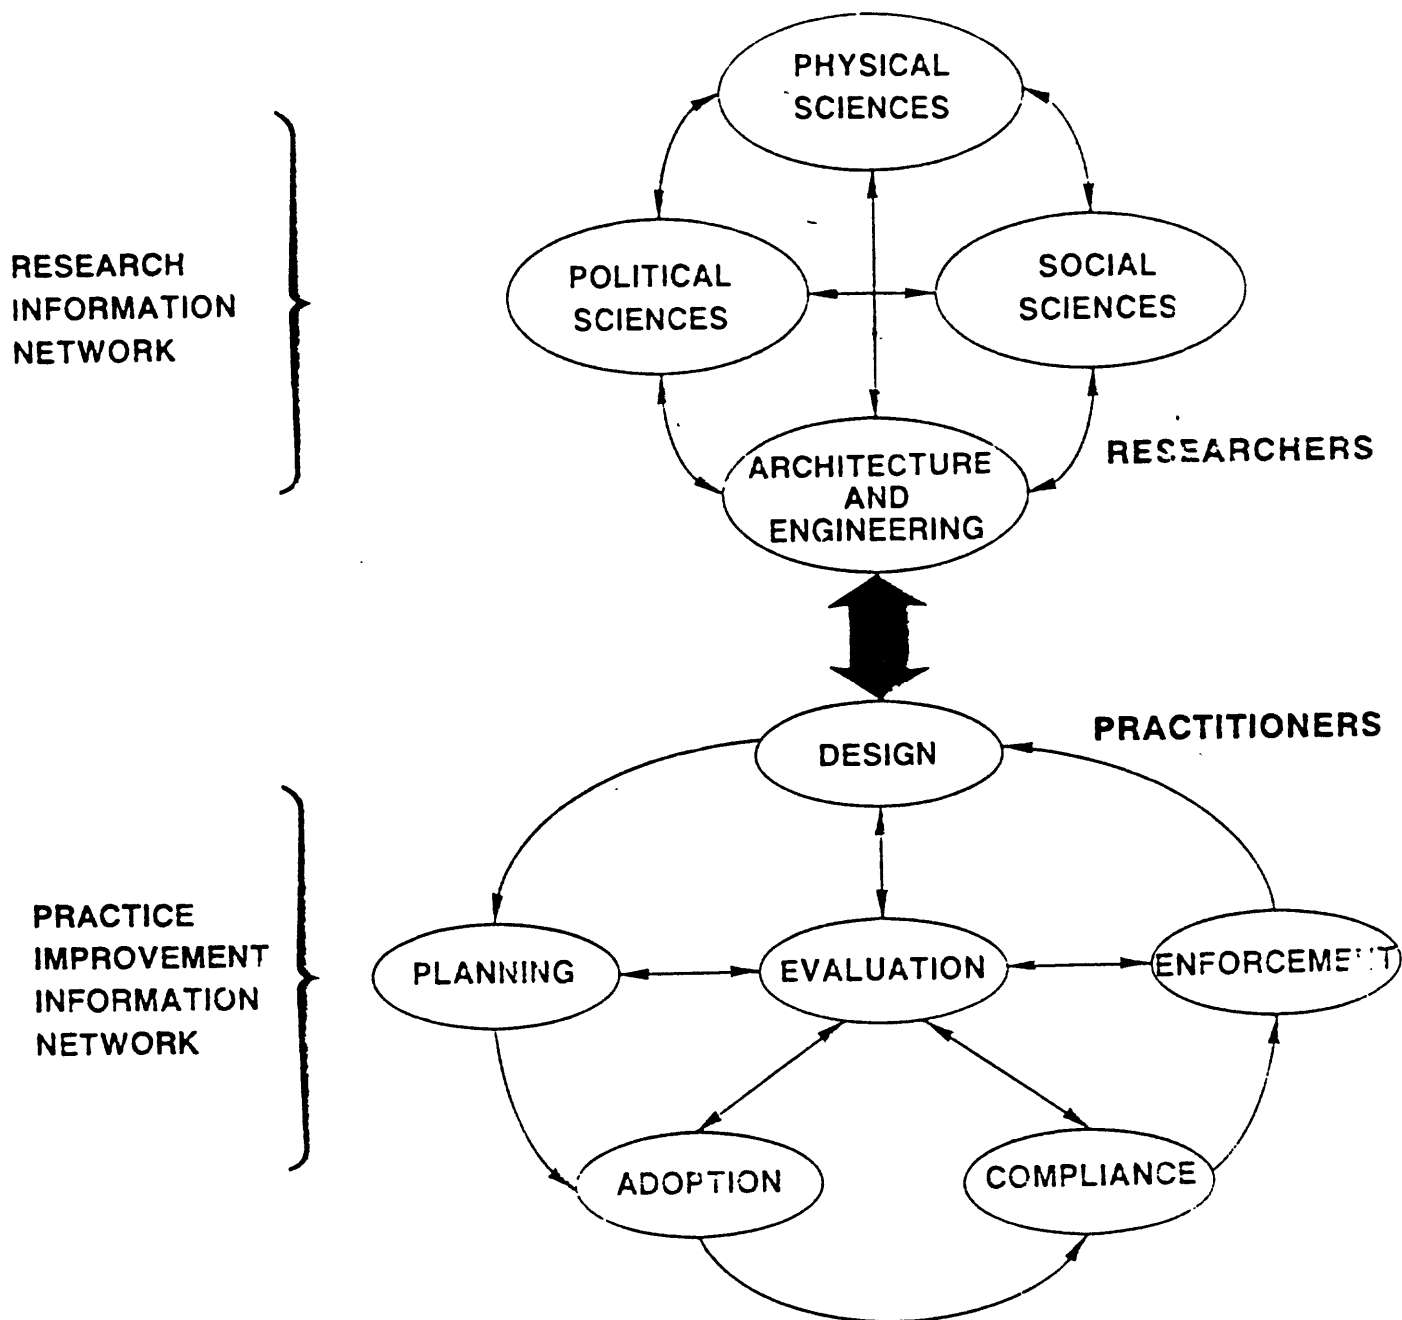 PHYSICAL
SCIENCES
RESEARCH
INFORMATION
NETWORK
POLITICAL
SCIENCES
SOCIAL
SCIENCES
RESEARCHERS
ARCHITECTURE
AND
ENGINEERING
PRACTITIONERS
DESIGN
PRACTICE
IMPROVEMENT
INFORMATION
NETWORK
PLANNING
EVALUATION
ENFORCEMENT
ADOPTION
COMPLIANCE